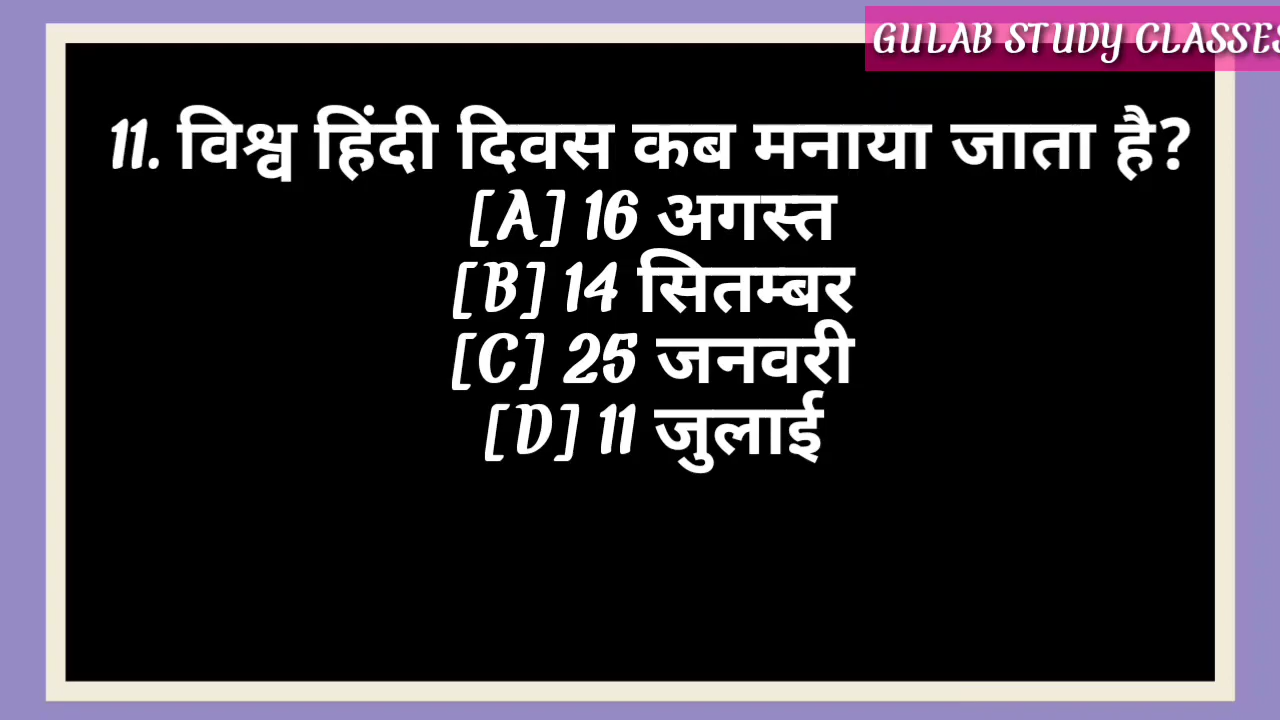 GULAB STUDY CLASSES
11. विश्व हिंदी दिवस कब मनाया जाता है?
[A] 16 अगस्त
[B] 14 सितम्बर
[C] 25 जनवरी
[D] 11 जुलाई